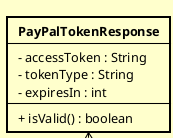 PayPalTokenResponse
- accessToken : String
- tokenType : String
- expiresIn : int
+ isValid() : boolean